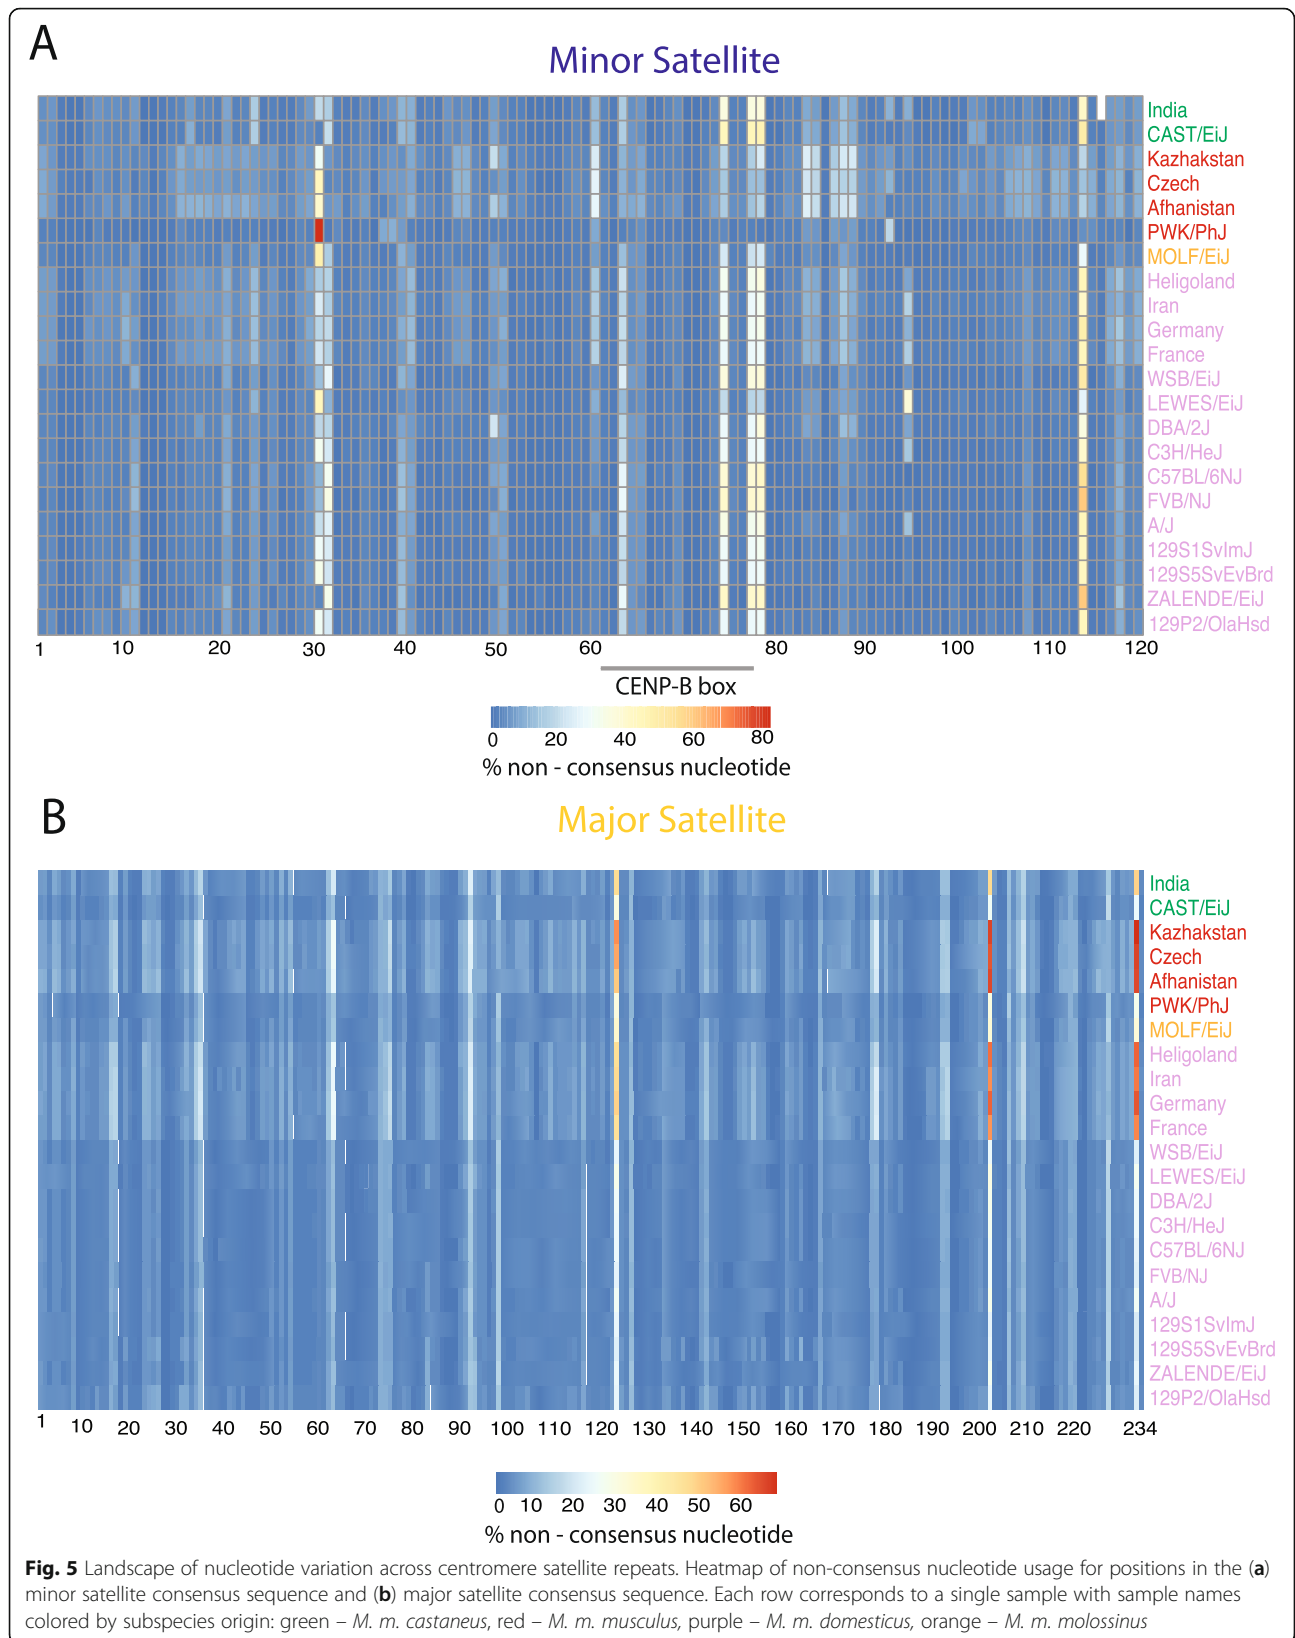 A
Minor Satellite
India
CAST/EiJ
Kazhakstan
Czech
Afhanistan
PWK/PhJ
MOLF/EiJ
Heligoland
Iran
Germany
France
WSB/EiJ
LEWES/EiJ
DBA/2J
C3H/HeJ
C57BL/6NJ
FVB/NJ
A/J
129S1SvImJ
129S5SvEvBrd
ZALENDE/EiJ
129P2/OlaHsd
1 10 20 30 40 50 60 80 90 100 110 120
CENP-B box
0 20 40 60 80
% non - consensus nucleotide
B
Major Satellite
India
CAST/EiJ
Kazhakstan
Czech
Afhanistan
PWK/PhJ
MOLF/EiJ
Heligoland
Iran
Germany
France
WSB/EiJ
LEWES/EiJ
DBA/2J
C3H/HeJ
C57BL/6NJ
FVB/NJ
A/J
129S1SvImJ
129S5SvEvBrd
ZALENDE/EiJ
129P2/OlaHsd
1 10 20 30 40 50 60 70 80 90 100 110 120 130 140 150 160 170 180 190 200 210 220 234
0 10 20 30 40 50 60
% non - consensus nucleotide
Fig. 5 Landscape of nucleotide variation across centromere satellite repeats. Heatmap of non-consensus nucleotide usage for positions in the (a)
minor satellite consensus sequence and (b) major satellite consensus sequence. Each row corresponds to a single sample with sample names
colored by subspecies origin: green – M. m. castaneus, red – M. m. musculus, purple – M. m. domesticus, orange – M. m. molossinus